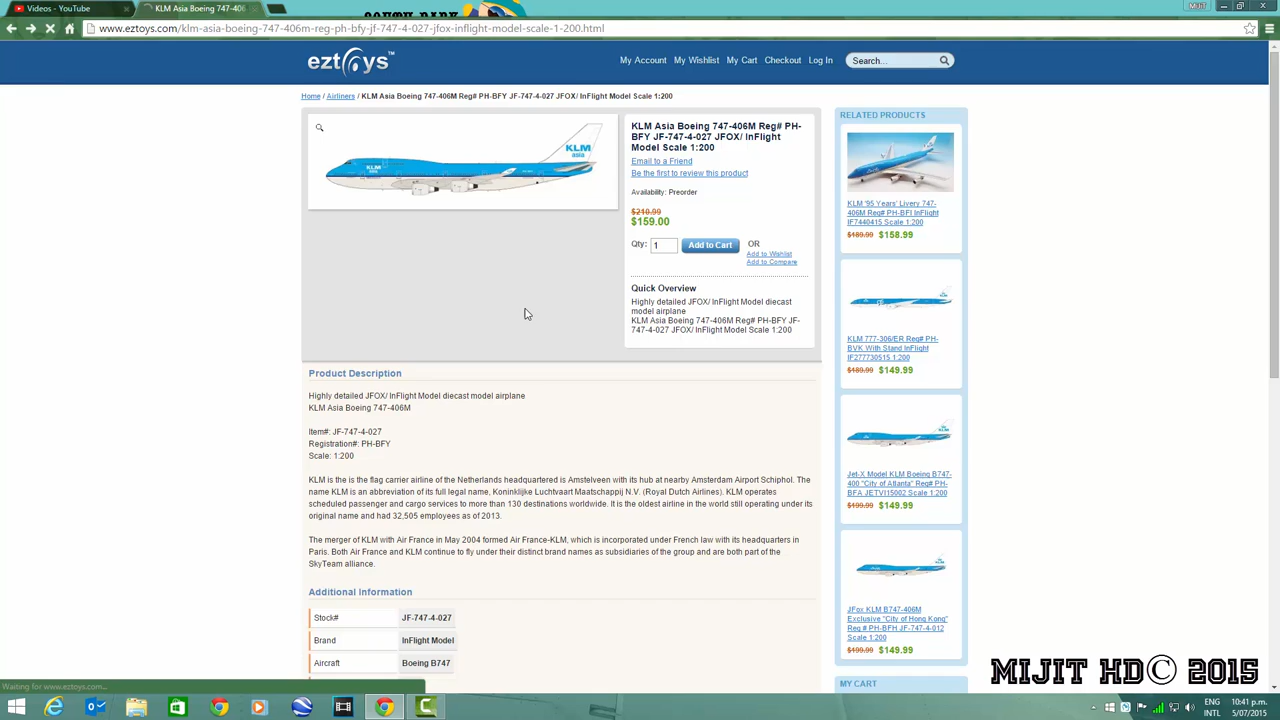 SOUTH PARK
Videos - YouTube
KLM Asia Boeing 747-406
MIJIT
www.eztoys.com/klm-asia-boeing-747-406m-reg-ph-bfy-jf-747-4-027-jfox-inflight-model-scale-1-200.html
eztoys™
My Account My Wishlist My Cart Checkout Log In
Search...
Home / Airliners / KLM Asia Boeing 747-406M Reg# PH-BFY JF-747-4-027 JFOX/ InFlight Model Scale 1:200
KLM
asia
KLM
asia
KLM Asia Boeing 747-406M Reg# PH-
BFY JF-747-4-027 JFOX/ InFlight
Model Scale 1:200
Email to a Friend
Be the first to review this product
Availability: Preorder
$210.99
$159.00
Qty: 1 Add to Cart OR
Add to Wishlist
Add to Compare
Quick Overview
Highly detailed JFOX/ InFlight Model diecast
model airplane
KLM Asia Boeing 747-406M Reg# PH-BFY JF-
747-4-027 JFOX/ InFlight Model Scale 1:200
Product Description
Highly detailed JFOX/ InFlight Model diecast model airplane
KLM Asia Boeing 747-406M
Item#: JF-747-4-027
Registration#: PH-BFY
Scale: 1:200
KLM is the is the flag carrier airline of the Netherlands headquartered is Amstelveen with its hub at nearby Amsterdam Airport Schiphol. The
name KLM is an abbreviation of its full legal name, Koninklijke Luchtvaart Maatschappij N.V. (Royal Dutch Airlines). KLM operates
scheduled passenger and cargo services to more than 130 destinations worldwide. It is the oldest airline in the world still operating under its
original name and had 32,505 employees as of 2013.
The merger of KLM with Air France in May 2004 formed Air France-KLM, which is incorporated under French law with its headquarters in
Paris. Both Air France and KLM continue to fly under their distinct brand names as subsidiaries of the group and are both part of the
SkyTeam alliance.
Additional Information
Stock# JF-747-4-027
Brand InFlight Model
Aircraft Boeing B747
RELATED PRODUCTS
KLM '95 Years' Livery 747-
406M Reg# PH-BFI InFlight
IF7440415 Scale 1:200
$189.99 $158.99
KLM 777-306/ER Reg# PH-
BVK With Stand InFlight
IF277730515 1:200
$189.99 $149.99
Jet-X Model KLM Boeing B747-
400 "City of Atlanta" Reg# PH-
BFA JETVI15002 Scale 1:200
$199.99 $149.99
JFox KLM B747-406M
Exclusive "City of Hong Kong"
Reg # PH-BFH JF-747-4-012
Scale 1:200
$199.99 $149.99
MY CART
Waiting for www.eztoys.com...
MIJIT HD© 2015
ENG
INTL
10:41 p.m.
5/07/2015